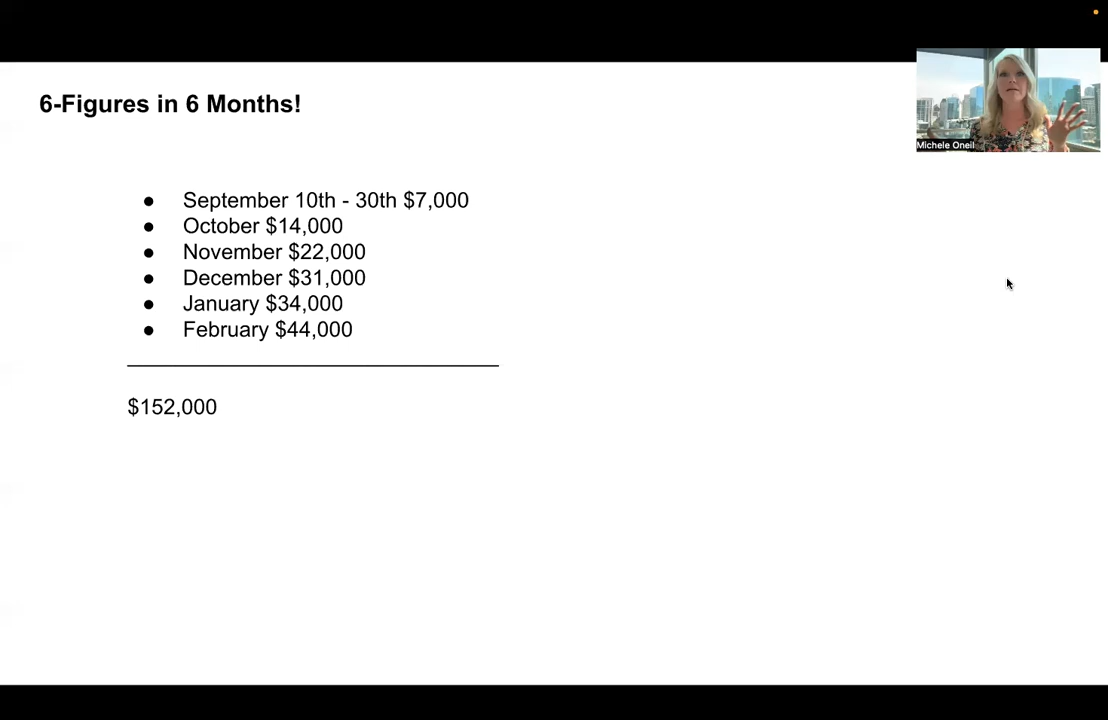 6-Figures in 6 Months!
Michele Oneil
● September 10th - 30th $7,000
● October $14,000
● November $22,000
● December $31,000
● January $34,000
● February $44,000
$152,000